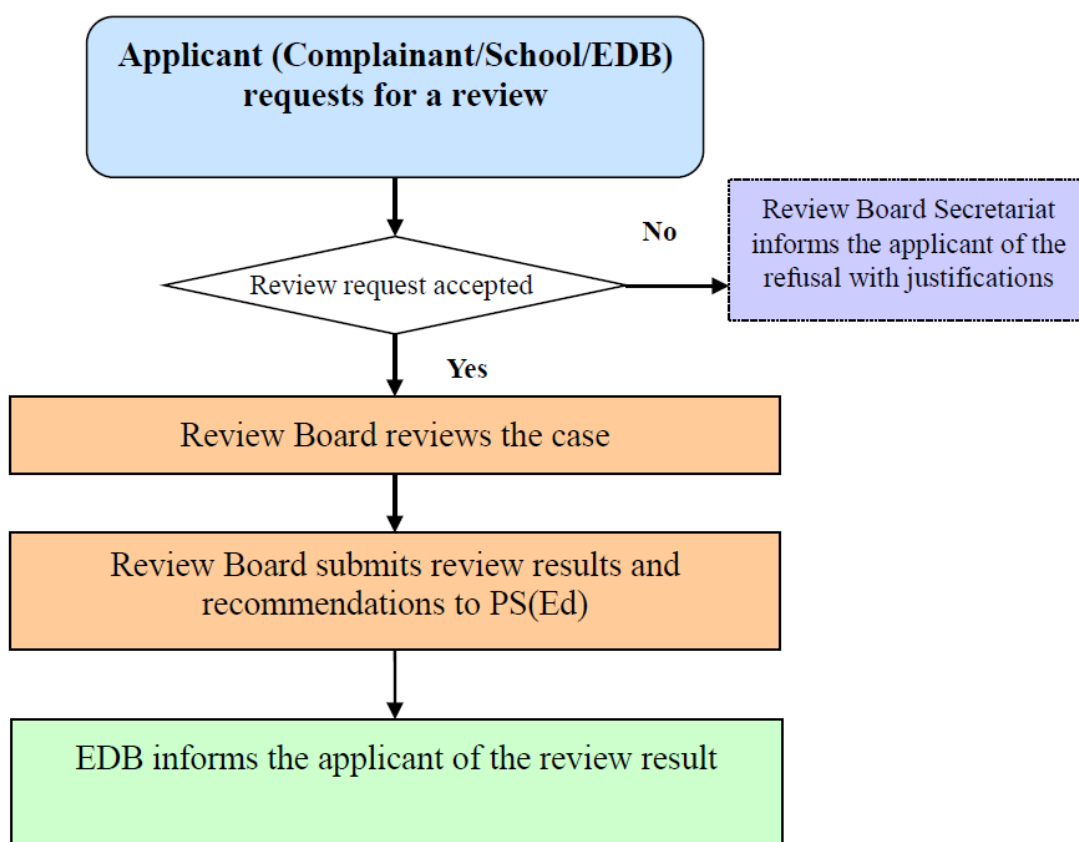 Applicant (Complainant/School/EDB)
requests for a review
Review Board Secretariat
informs the applicant of the
refusal with justifications
No
Review request accepted
Yes
Review Board reviews the case
Review Board submits review results and
recommendations to PS(Ed)
EDB informs the applicant of the review result